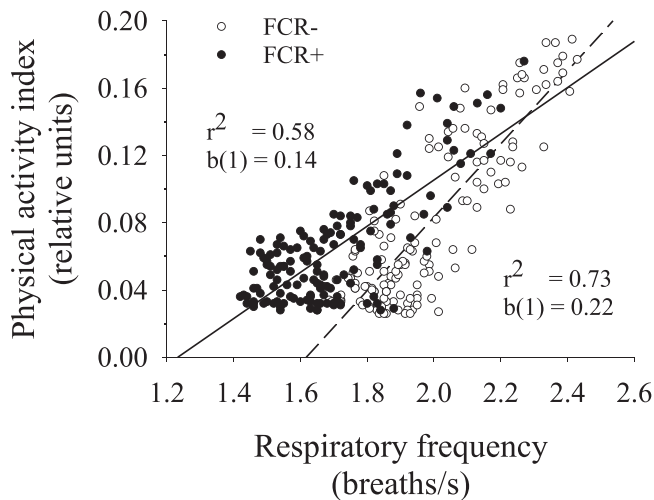 FCR-
FCR+
r2 = 0.58
b(1) = 0.14
r2 = 0.73
b(1) = 0.22
Physical activity index
(relative units)
0.20
0.16
0.12
0.08
0.04
0.00
1.2 1.4 1.6 1.8 2.0 2.2 2.4 2.6
Respiratory frequency
(breaths/s)